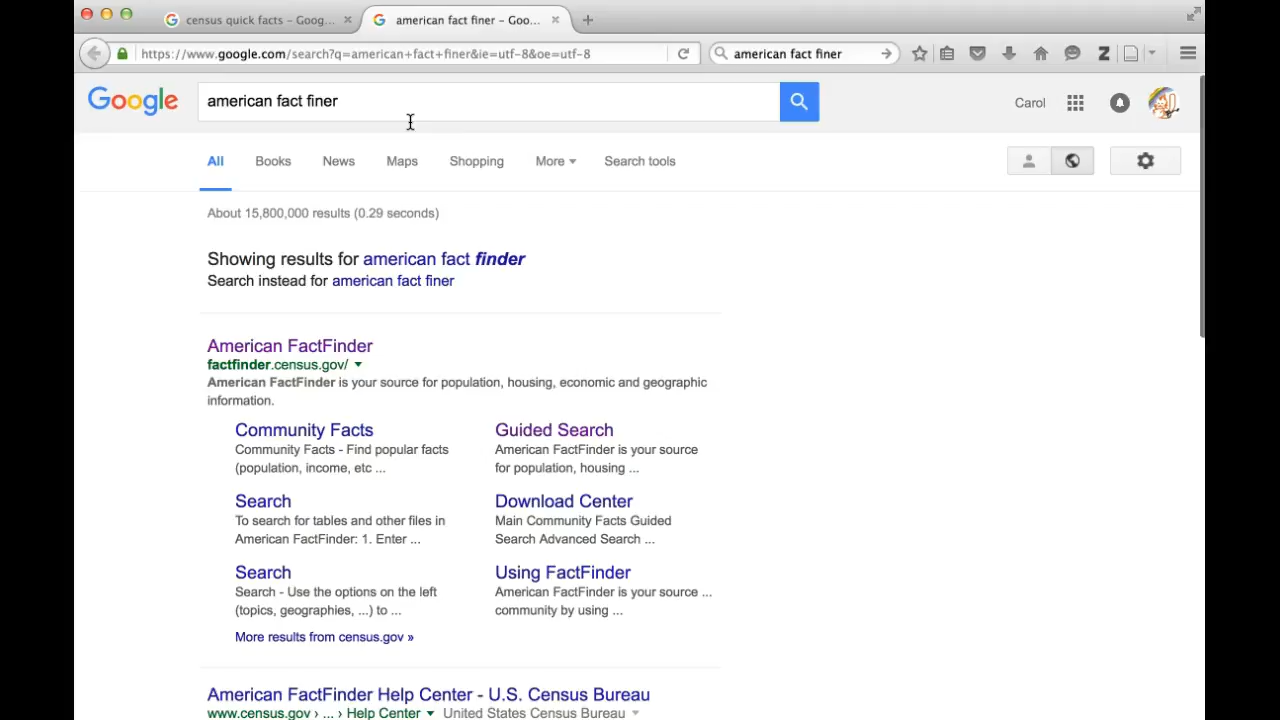 census quick facts - Goog...
american fact finer - Goo...
https://www.google.com/search?q=american+fact+finer&ie=utf-8&oe=utf-8
american fact finer
Z
Google
american fact finer
Carol
All
Books
News
Maps
Shopping
More
Search tools
About 15,800,000 results (0.29 seconds)
Showing results for american fact finder
Search instead for american fact finer
American FactFinder
factfinder.census.gov/
American FactFinder is your source for population, housing, economic and geographic
information.
Community Facts
Community Facts - Find popular facts
(population, income, etc ...
Guided Search
American FactFinder is your source
for population, housing ...
Search
To search for tables and other files in
American FactFinder: 1. Enter ...
Download Center
Main Community Facts Guided
Search Advanced Search ...
Search
Search - Use the options on the left
(topics, geographies, ...) to ...
Using FactFinder
American FactFinder is your source ...
community by using ...
More results from census.gov »
American FactFinder Help Center - U.S. Census Bureau
www.census.gov › ... › Help Center United States Census Bureau